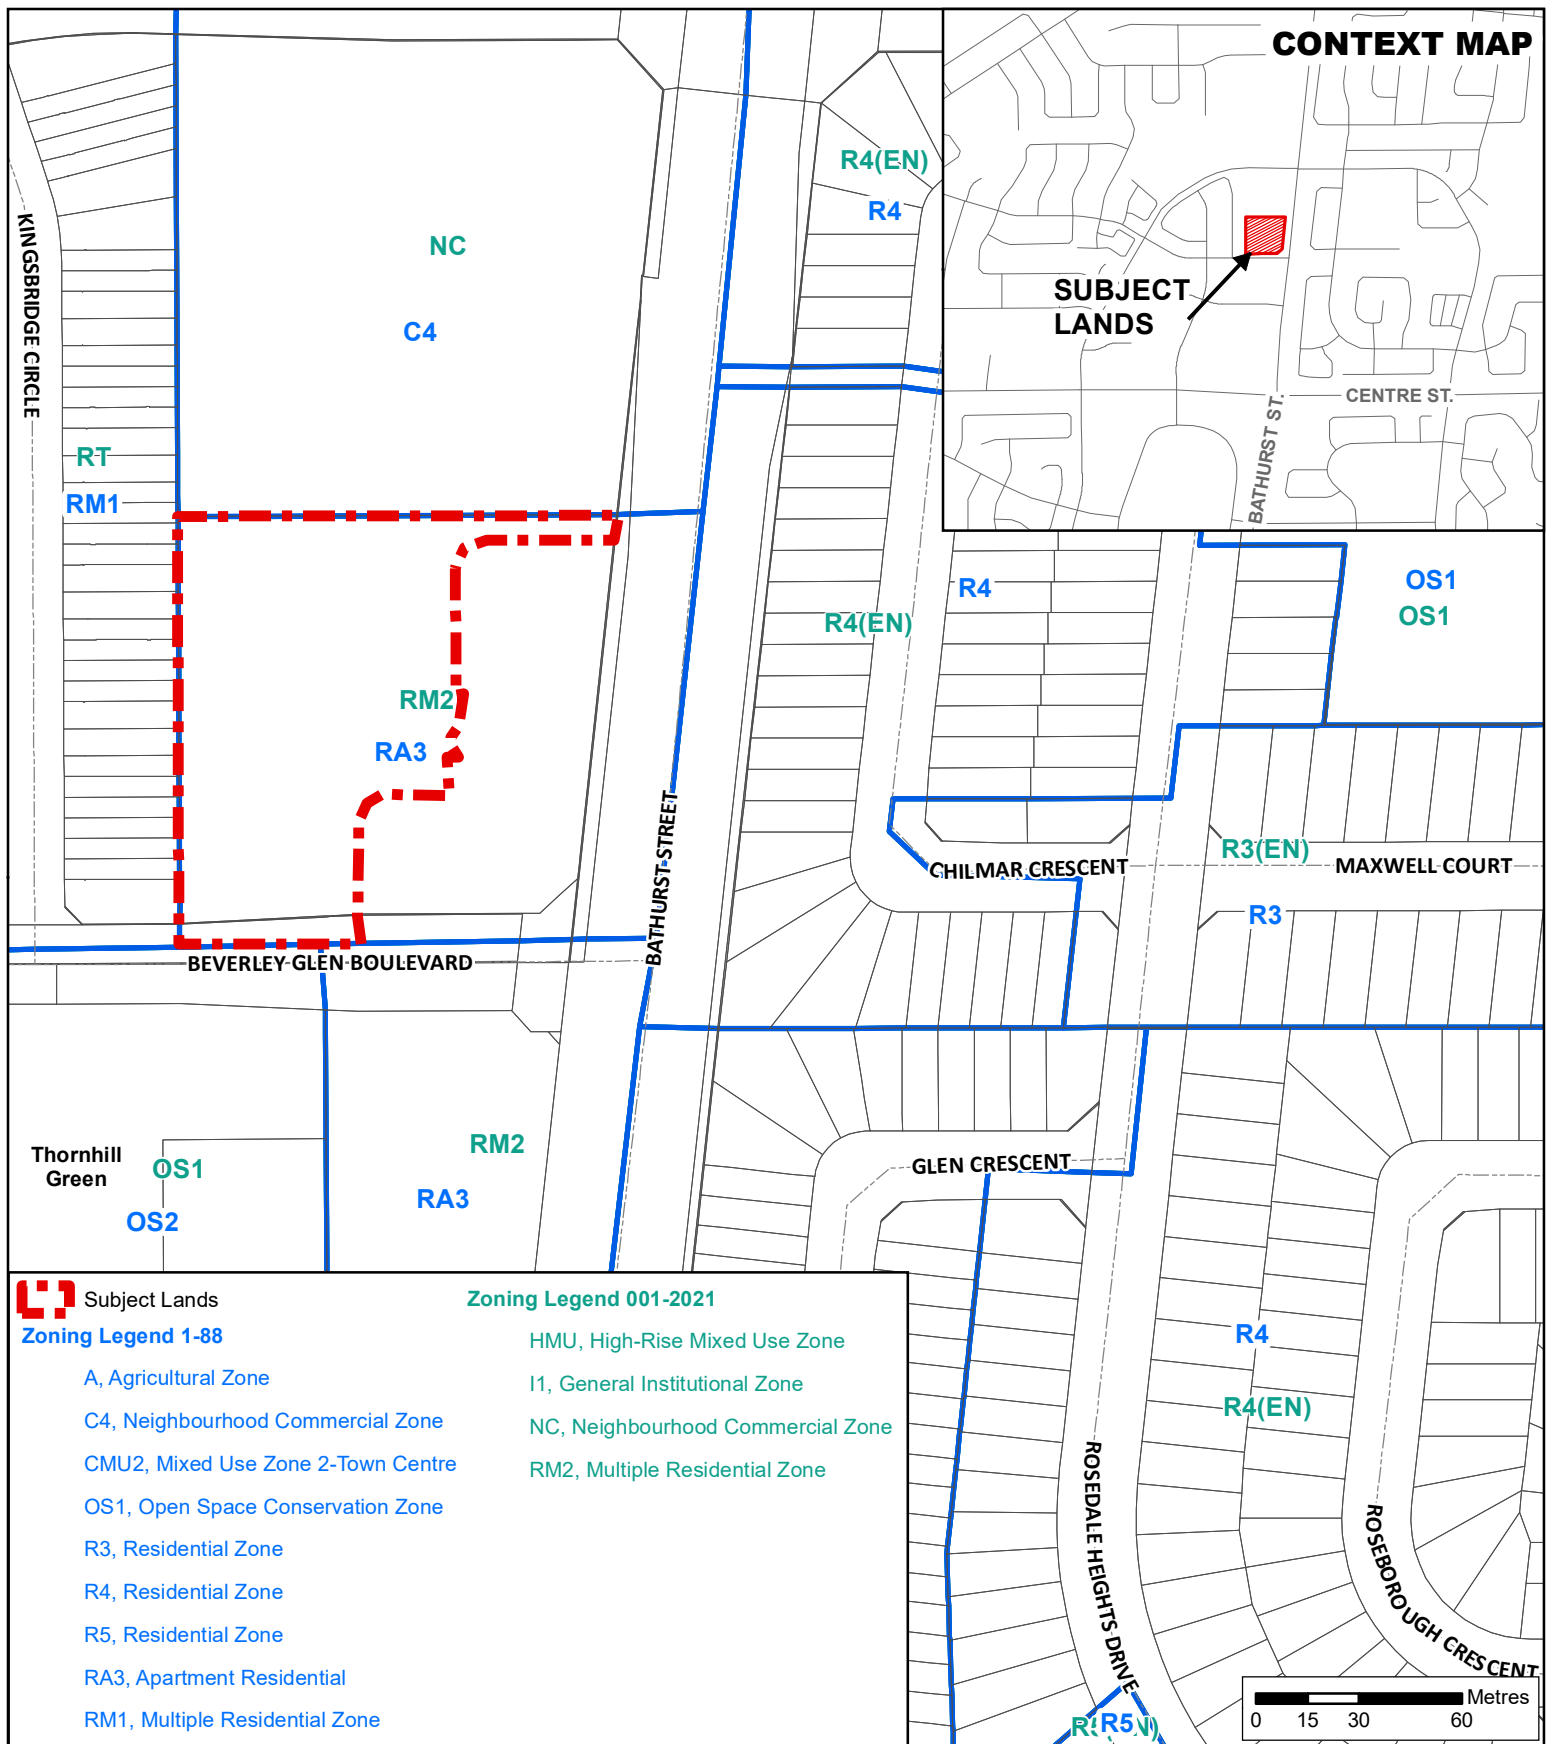 CONTEXT MAP
SUBJECT
LANDS
CENTRE ST.
BATHURST ST.
R4(EN)
R4
NC
C4
KINGSBRIDGE CIRCLE
RT
RM1
R4
R4(EN)
OS1
OS1
RM2
RA3
BATHURST STREET
R3(EN)
CHILMAR CRESCENT
MAXWELL COURT
R3
BEVERLEY GLEN BOULEVARD
Thornhill
Green
OS1
OS2
RM2
RA3
GLEN CRESCENT
R4
R4(EN)
ROSEDALE HEIGHTS DRIVE
ROSEBOROUGH CRESCENT
R5
Subject Lands
Zoning Legend 1-88
A, Agricultural Zone
C4, Neighbourhood Commercial Zone
CMU2, Mixed Use Zone 2-Town Centre
OS1, Open Space Conservation Zone
R3, Residential Zone
R4, Residential Zone
R5, Residential Zone
RA3, Apartment Residential
RM1, Multiple Residential Zone
Zoning Legend 001-2021
HMU, High-Rise Mixed Use Zone
I1, General Institutional Zone
NC, Neighbourhood Commercial Zone
RM2, Multiple Residential Zone
Metres
0 15 30 60